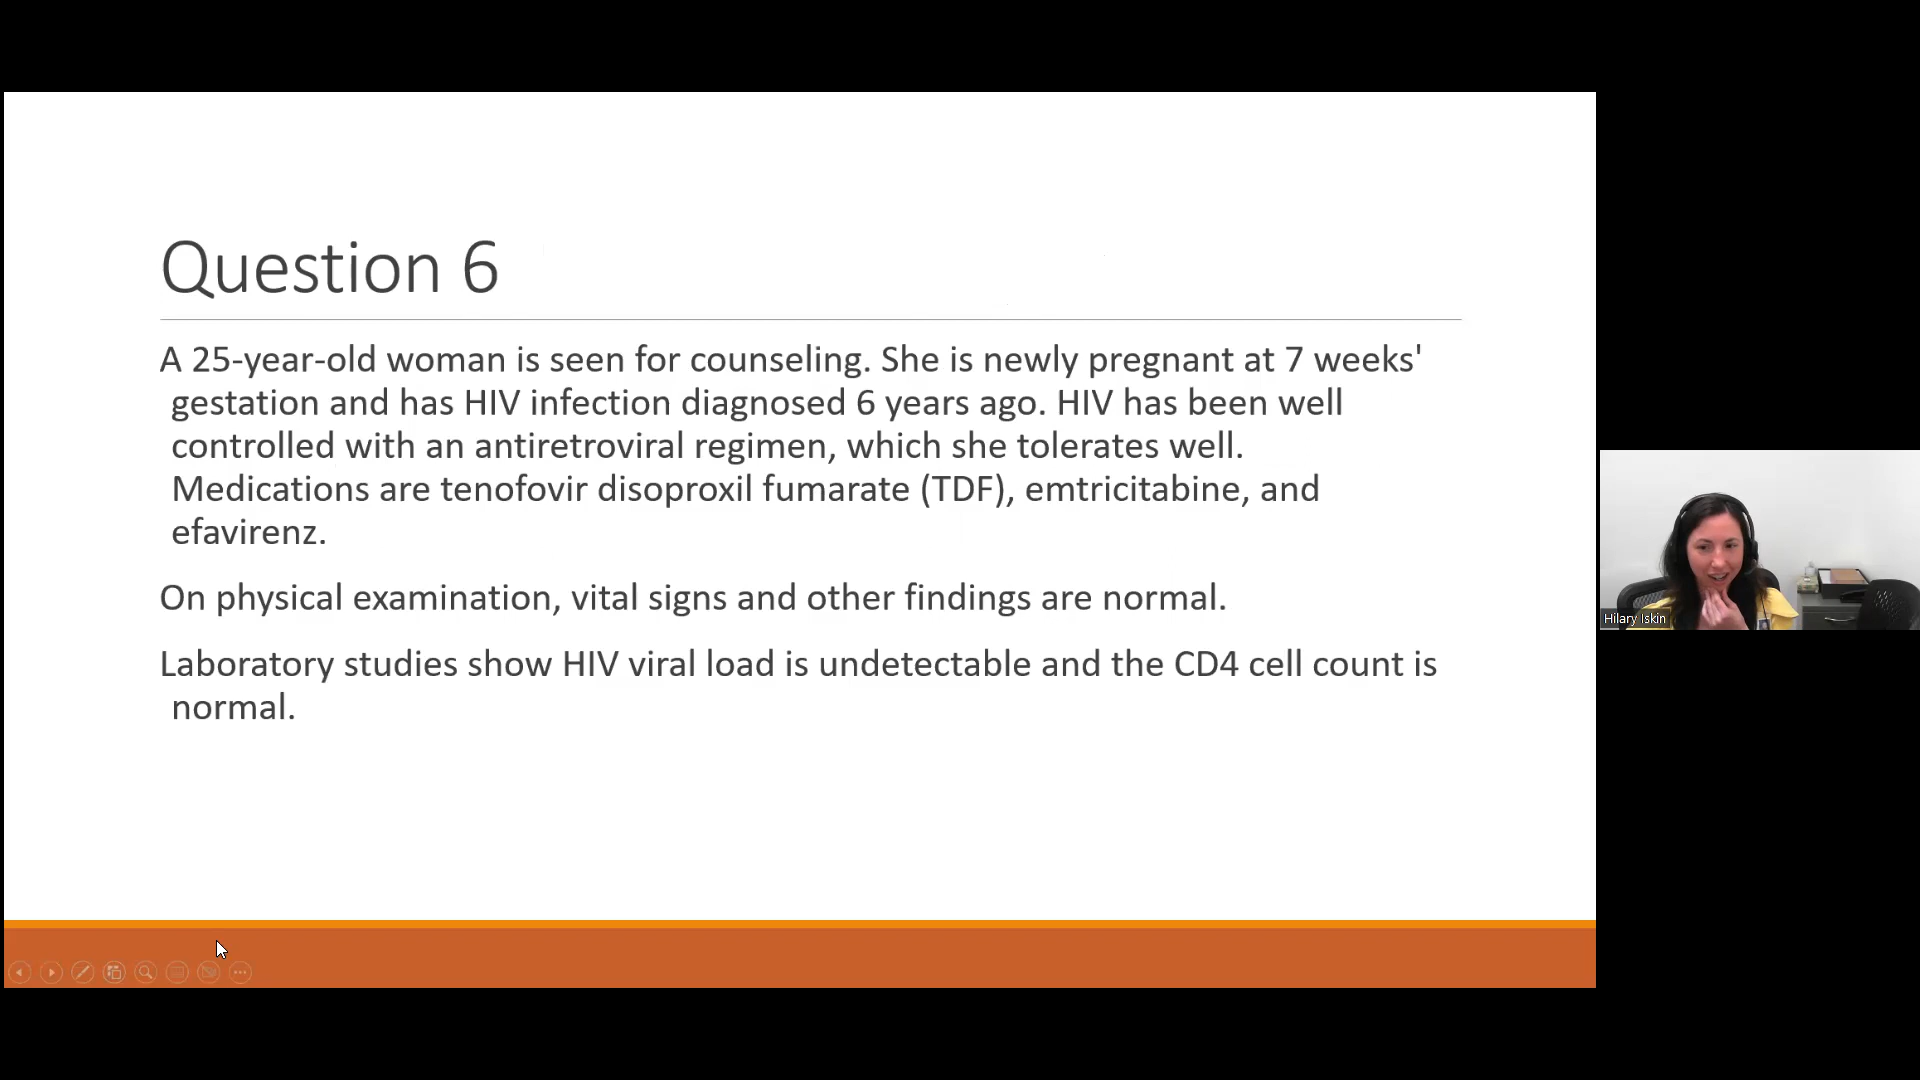 Question 6
A 25-year-old woman is seen for counseling. She is newly pregnant at 7 weeks'
gestation and has HIV infection diagnosed 6 years ago. HIV has been well
controlled with an antiretroviral regimen, which she tolerates well.
Medications are tenofovir disoproxil fumarate (TDF), emtricitabine, and
efavirenz.
On physical examination, vital signs and other findings are normal.
Laboratory studies show HIV viral load is undetectable and the CD4 cell count is
normal.
Hilary Iskin